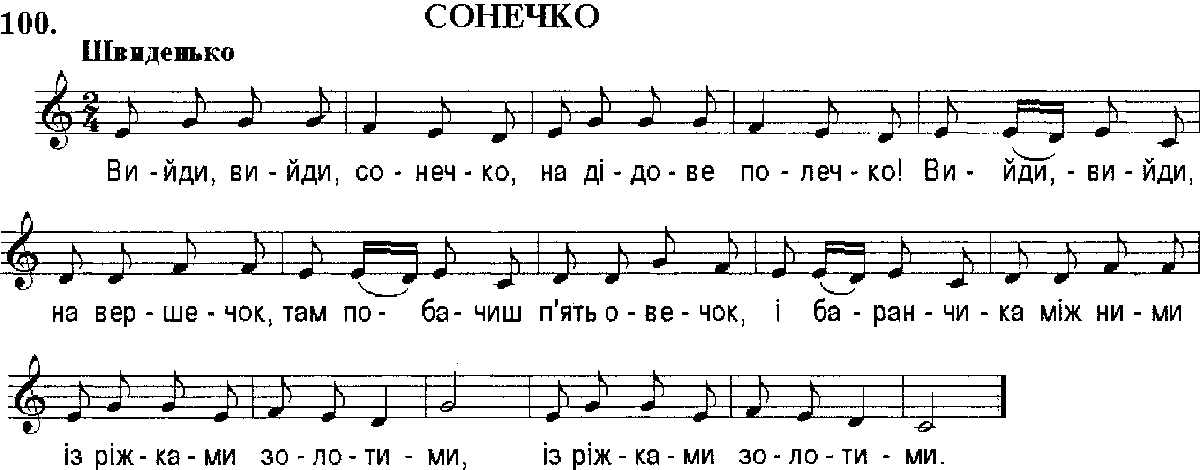 100.
СОНЕЧКО
Швиденько
2
4
Ви - йди, ви - йди, со - неч - ко, на ді - до - ве по - леч - ко! Ви - йди, - ви - йди,
на вер - ше - чок, там по - ба - чиш п'ять о - ве - чок, і ба - ран - чи - ка між ни - ми
із ріж - ка - ми зо - ло - ти - ми, із ріж - ка - ми зо - ло - ти - ми.